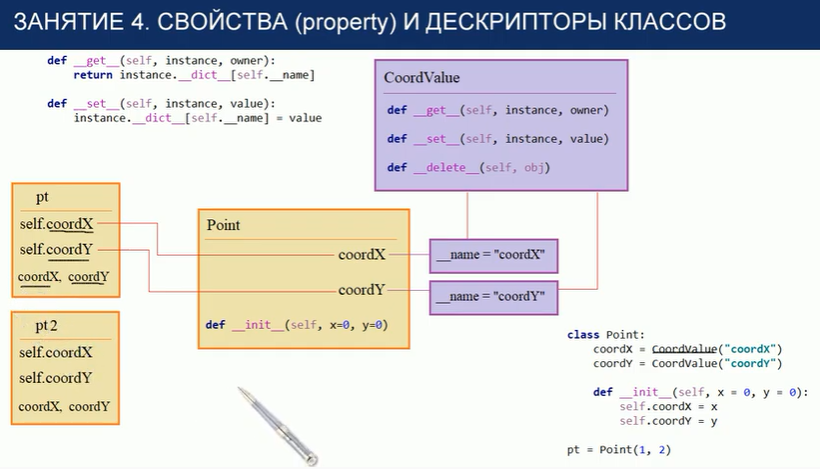 ЗАНЯТИЕ 4. СВОЙСТВА (property) И ДЕСКРИПТОРЫ КЛАССОВ
def __get__(self, instance, owner):
return instance.__dict__[self.__name]
def __set__(self, instance, value):
instance.__dict__[self.__name] = value
CoordValue
def __get__(self, instance, owner)
def __set__(self, instance, value)
def __delete__(self, obj)
pt
self.coordX
self.coordY
coordX, coordY
Point
coordX
coordY
def __init__(self, x=0, y=0)
__name = "coordX"
__name = "coordY"
pt2
self.coordX
self.coordY
coordX, coordY
class Point:
coordX = CoordValue("coordX")
coordY = CoordValue("coordY")
def __init__(self, x = 0, y = 0):
self.coordX = x
self.coordY = y
pt = Point(1, 2)